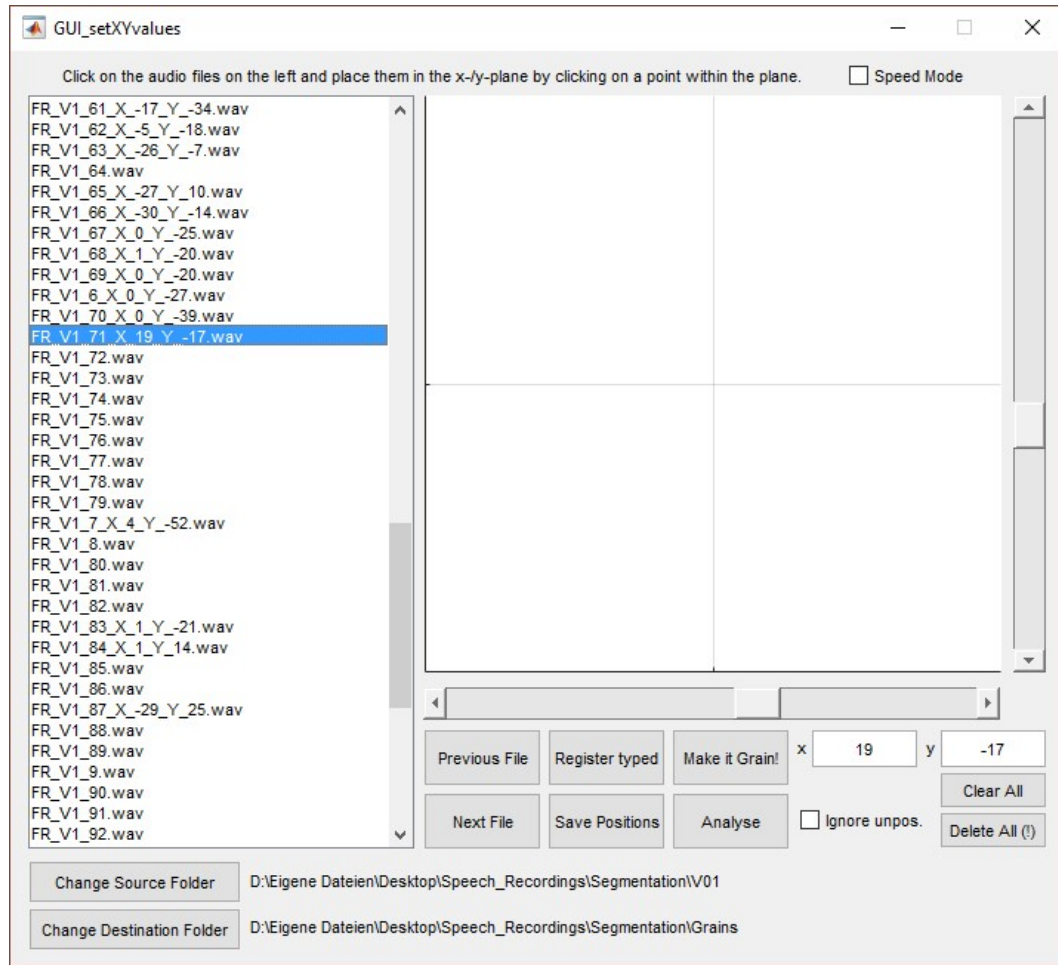 GUI_setXYvalues
Click on the audio files on the left and place them in the x-/y-plane by clicking on a point within the plane.
Speed Mode
FR_V1_61_X_-17_Y_-34.wav
FR_V1_62_X_-5_Y_-18.wav
FR_V1_63_X_-26_Y_-7.wav
FR_V1_64.wav
FR_V1_65_X_-27_Y_10.wav
FR_V1_66_X_-30_Y_-14.wav
FR_V1_67_X_0_Y_-25.wav
FR_V1_68_X_1_Y_-20.wav
FR_V1_69_X_0_Y_-20.wav
FR_V1_6_X_0_Y_-27.wav
FR_V1_70_X_0_Y_-39.wav
FR_V1_71_X_19_Y_-17.wav
FR_V1_72.wav
FR_V1_73.wav
FR_V1_74.wav
FR_V1_75.wav
FR_V1_76.wav
FR_V1_77.wav
FR_V1_78.wav
FR_V1_79.wav
FR_V1_7_X_4_Y_-52.wav
FR_V1_8.wav
FR_V1_80.wav
FR_V1_81.wav
FR_V1_82.wav
FR_V1_83_X_1_Y_-21.wav
FR_V1_84_X_1_Y_14.wav
FR_V1_85.wav
FR_V1_86.wav
FR_V1_87_X_-29_Y_25.wav
FR_V1_88.wav
FR_V1_89.wav
FR_V1_9.wav
FR_V1_90.wav
FR_V1_91.wav
FR_V1_92.wav
Previous File
Register typed
Make it Grain!
x 19 y -17
Clear All
Next File
Save Positions
Analyse
Ignore unpos.
Delete All (!)
Change Source Folder
D:\Eigene Dateien\Desktop\Speech_Recordings\Segmentation\V01
Change Destination Folder
D:\Eigene Dateien\Desktop\Speech_Recordings\Segmentation\Grains